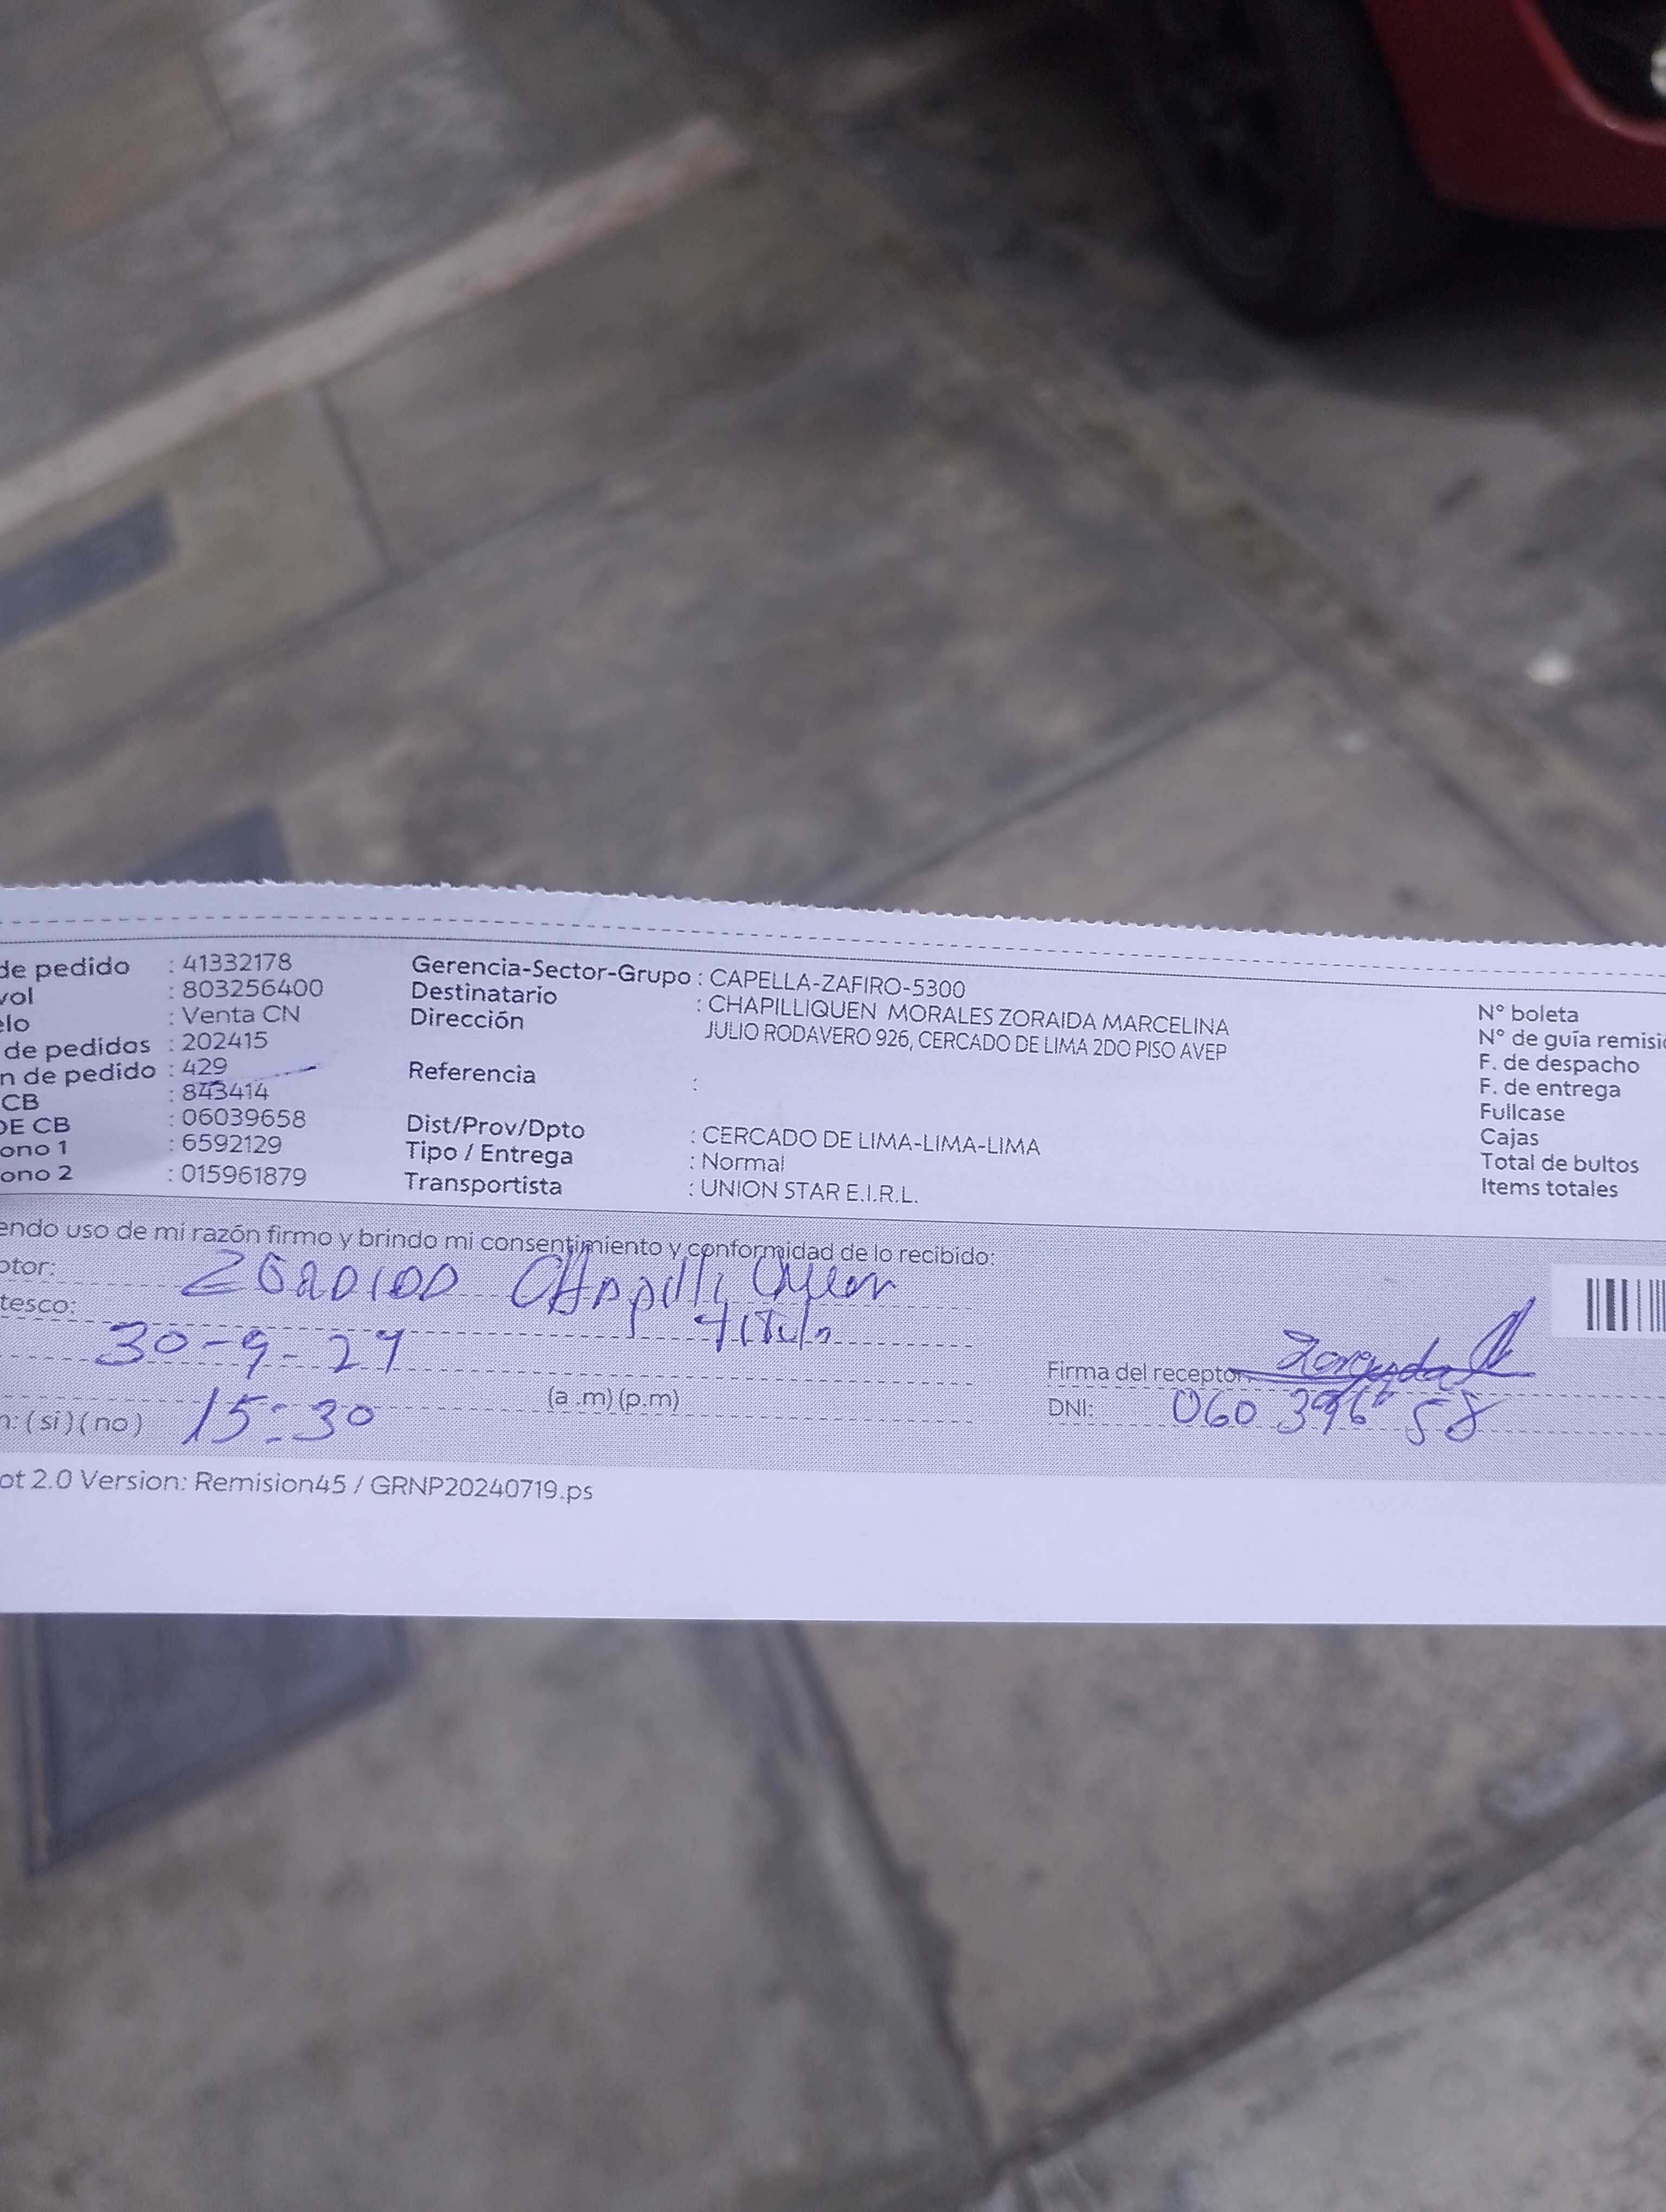 de pedido : 41332178
vol : 803256400
elo : Venta CN
de pedidos : 202415
n de pedido : 429
CB : 843414
DE CB : 06039658
ono 1 : 6592129
ono 2 : 015961879
Gerencia-Sector-Grupo : CAPELLA-ZAFIRO-5300
Destinatario : CHAPILLIQUEN MORALES ZORAIDA MARCELINA
Dirección JULIO RODAVERO 926, CERCADO DE LIMA 2DO PISO AVEP
Referencia :
Dist/Prov/Dpto : CERCADO DE LIMA-LIMA-LIMA
Tipo / Entrega : Normal
Transportista : UNION STAR E.I.R.L.
N° boleta
N° de guía remisió
F. de despacho
F. de entrega
Fullcase
Cajas
Total de bultos
Items totales
endo uso de mi razón firmo y brindo mi consentimiento y conformidad de lo recibido:
ptor: Chapilliquen
tesco: titula
30-9-24
n: (si) (no) 15:30 (a.m) (p.m)
Firma del receptor: Zorayda
DNI: 06039658
ot 2.0 Version: Remision45 / GRNP20240719.ps